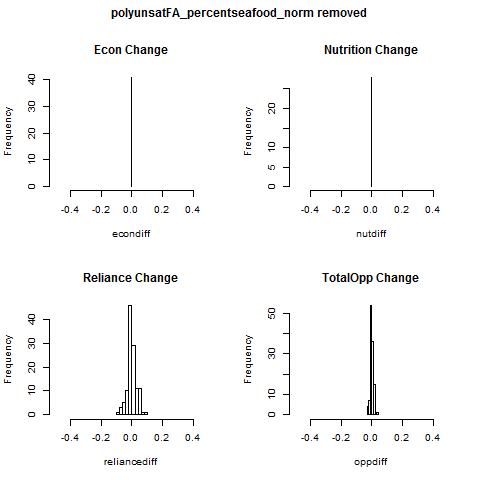 polyunsatFA_percentseafood_norm removed
Econ Change
Frequency
0 10 20 30 40
-0.4 -0.2 0.0 0.2 0.4
econdiff
Nutrition Change
Frequency
0 5 10 20
-0.4 -0.2 0.0 0.2 0.4
nutdiff
Reliance Change
Frequency
0 10 20 30 40
-0.4 -0.2 0.0 0.2 0.4
reliancediff
TotalOpp Change
Frequency
0 10 30 50
-0.4 -0.2 0.0 0.2 0.4
oppdiff